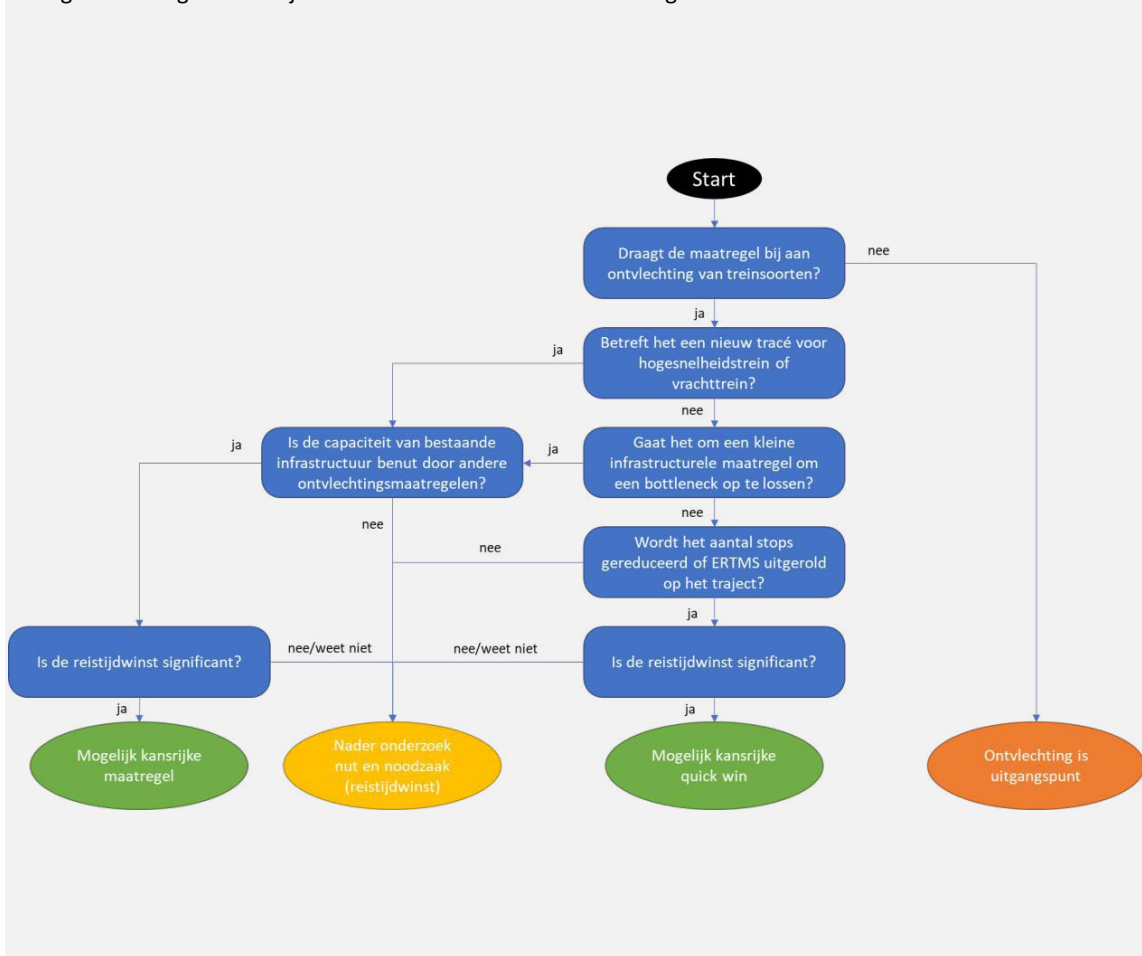 Start
Draagt de maatregel bij aan
ontvlechting van treinsoorten?
nee
ja
Betreft het een nieuw tracé voor
hogesnelheidstrein of
vrachttrein?
ja
nee
Is de capaciteit van bestaande
infrastructuur benut door andere
ontvlechtingsmaatregelen?
ja
ja
Gaat het om een kleine
infrastructurele maatregel om
een bottleneck op te lossen?
nee
nee
Wordt het aantal stops
gereduceerd of ERTMS uitgerold
op het traject?
nee
ja
Is de reistijdwinst significant?
nee/weet niet
nee/weet niet
Is de reistijdwinst significant?
ja
ja
Mogelijk kansrijke
maatregel
Nader onderzoek
nut en noodzaak
(reistijdwinst)
Mogelijk kansrijke
quick win
Ontvlechting is
uitgangspunt